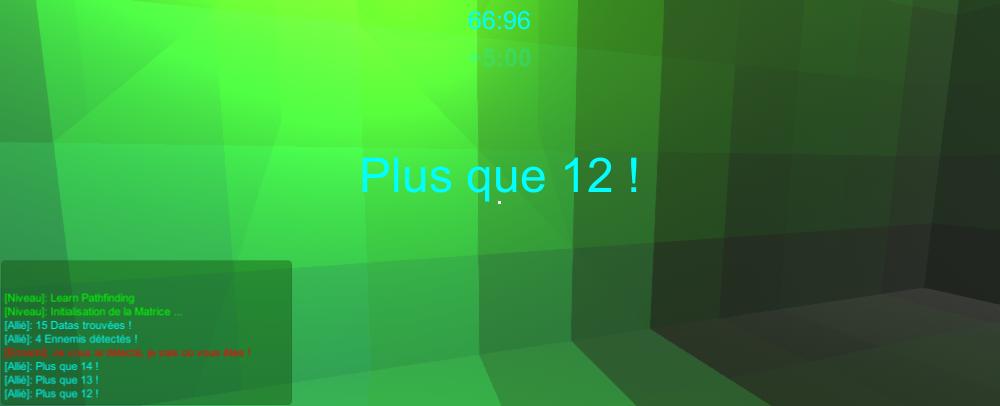 66:96
+5:00
Plus que 12 !
[Niveau]: Learn Pathfinding
[Niveau]: Initialisation de la Matrice ...
[Allié]: 15 Datas trouvées !
[Allié]: 4 Ennemis détectés !
[Ennemi]: Je vous ai détecté, je sais où vous êtes !
[Allié]: Plus que 14 !
[Allié]: Plus que 13 !
[Allié]: Plus que 12 !